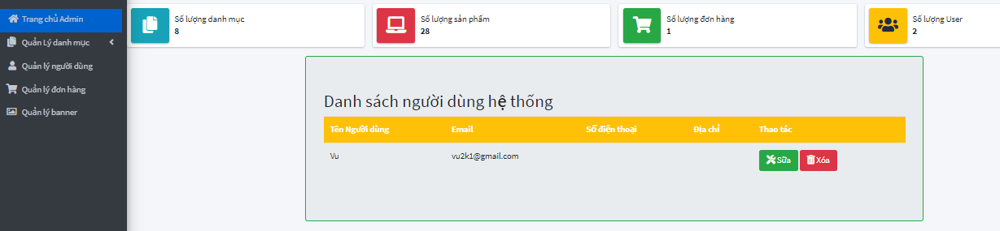 Trang chủ Admin
Quản Lý danh mục
Quản lý người dùng
Quản lý đơn hàng
Quản lý banner
Số lượng danh mục
8
Số lượng sản phẩm
28
Số lượng đơn hàng
1
Số lượng User
2
Danh sách người dùng hệ thống
Tên Người dùng Email Số điện thoại Địa chỉ Thao tác
Vu vu2k1@gmail.com Sữa Xóa